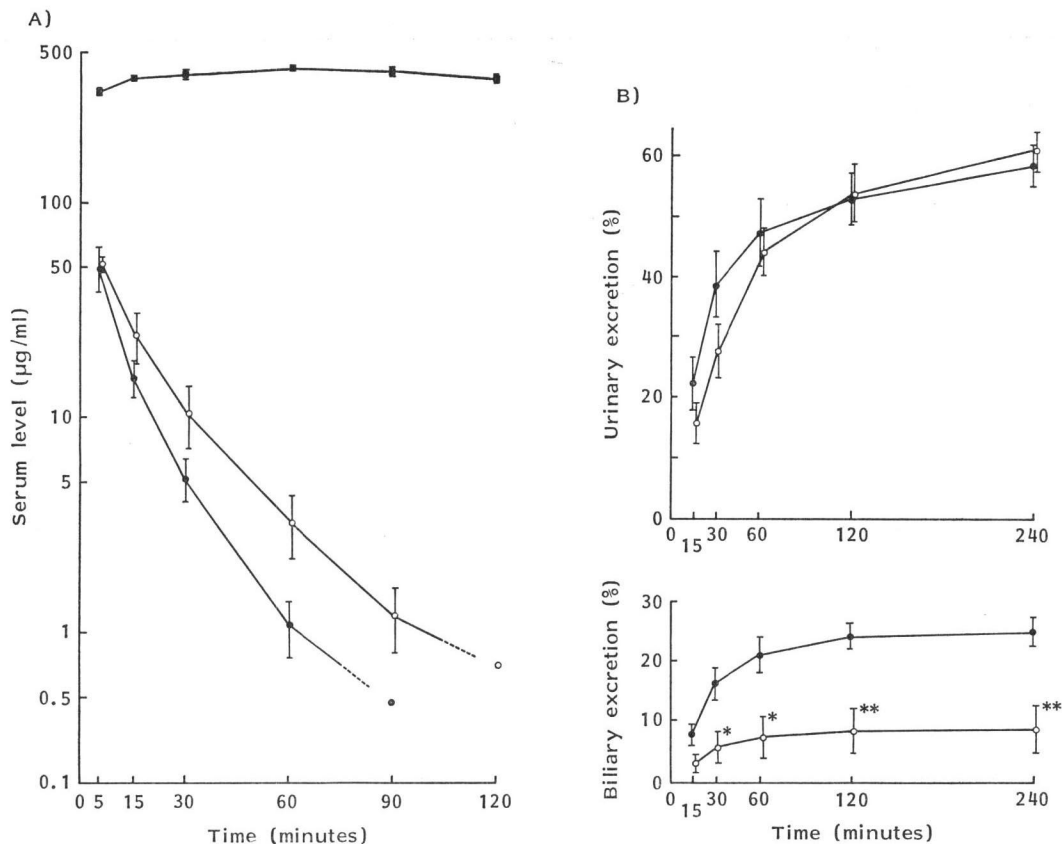 A)
500
100
50
10
5
1
0.5
0.1
Serum level (µg/ml)
0 5 15 30 60 90 120
Time (minutes)
B)
60
40
20
0
Urinary excretion (%)
0 15 30 60 120 240
30
20
10
0
Biliary excretion (%)
* * ** **
0 15 30 60 120 240
Time (minutes)